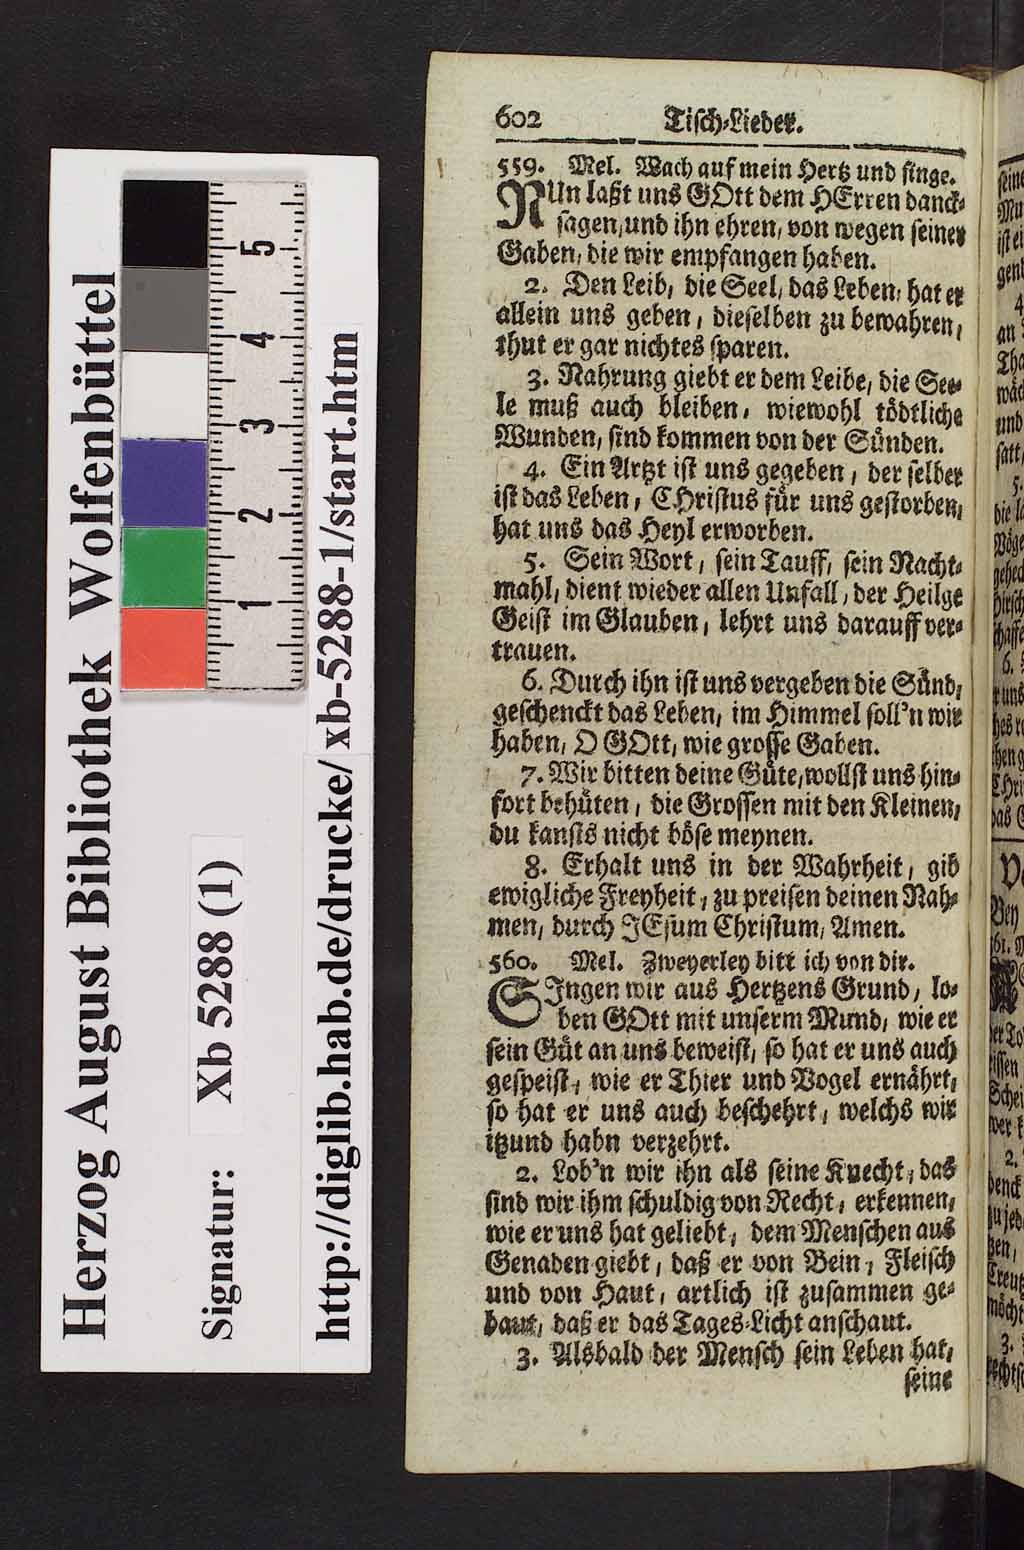 602 Tisch-Lieder.
559. Mel. Wach auf mein Hertz und singe.
NUn laßt uns GOtt dem HErren danck-
sagen, und ihn ehren, von wegen seiner
Gaben, die wir empfangen haben.
2. Den Leib, die Seel, das Leben, hat er
allein uns geben, dieselben zu bewahren,
thut er gar nichtes sparen.
3. Nahrung giebt er dem Leibe, die See-
le muß auch bleiben, wiewohl tödtliche
Wunden, sind kommen von der Sünden.
4. Ein Artzt ist uns gegeben, der selber
ist das Leben, CHristus für uns gestorben,
hat uns das Heyl erworben.
5. Sein Wort, sein Tauff, sein Nacht-
mahl, dient wieder allen Unfall, der Heilge
Geist im Glauben, lehrt uns darauff ver-
trauen.
6. Durch ihn ist uns vergeben die Sünd,
geschenckt das Leben, im Himmel soll'n wir
haben, O GOtt, wie grosse Gaben.
7. Wir bitten deine Güte, wollst uns hin-
fort behüten, die Grossen mit den Kleinen,
du kansts nicht böse meynen.
8. Erhalt uns in der Wahrheit, gib
ewigliche Freyheit, zu preisen deinen Nah-
men, durch JEsum Christum, Amen.
560. Mel. Zweyerley bitt ich von dir.
SIngen wir aus Hertzens Grund, lo-
ben GOtt mit unserm Mund, wie er
sein Güt an uns beweist, so hat er uns auch
gespeist, wie er Thier und Vogel ernährt,
so hat er uns auch beschehrt, welchs wir
itzund habn verzehrt.
2. Lob'n wir ihn als seine Knecht, das
sind wir ihm schuldig von Recht, erkennen,
wie er uns hat geliebt, dem Menschen aus
Genaden giebt, daß er von Bein, Fleisch
und von Haut, artlich ist zusammen ge-
baut, daß er das Tages-Licht anschaut.
3. Alsbald der Mensch sein Leben hat,
seine
Herzog August Bibliothek Wolfenbüttel
Signatur: Xb 5288 (1)
http://diglib.hab.de/drucke/xb-5288-1/start.htm
1 2 3 4 5